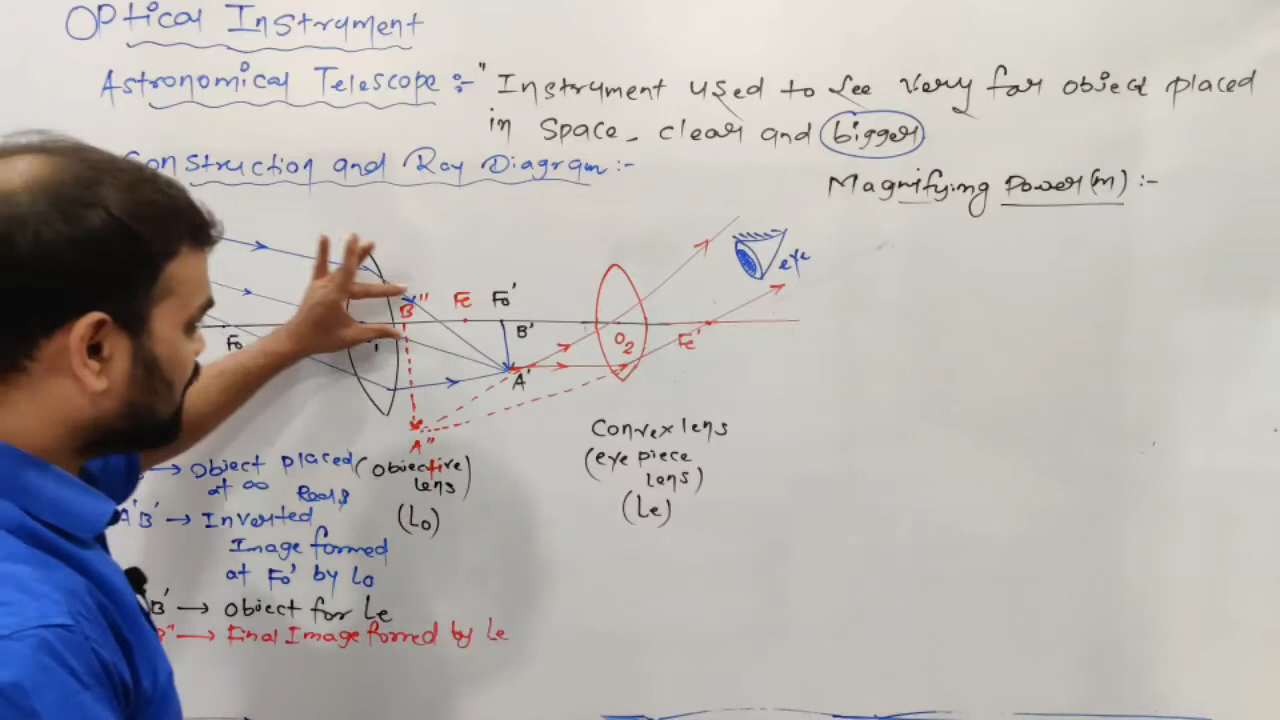 Optical Instrument
Astronomical Telescope :- "Instrument used to See Very far object placed
in Space clear and bigger
Construction and Ray Diagram :-
Magnifying Power (m) :-
eye
B" Fe Fo'
B'
Fo O2 Fe'
A'
A"
Convex lens
(eye piece
lens)
(Le)
(Objective
lens)
(Lo)
→ Object placed
at ∞
A'B' → Inverted
Image formed
at Fo' by Lo
B' → Object for Le
B" → Final Image formed by Le